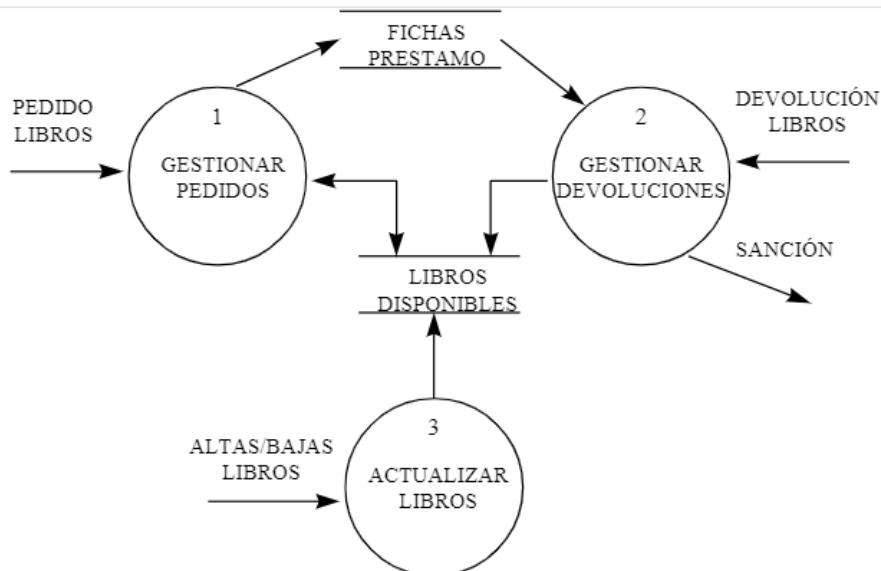 FICHAS
PRESTAMO
PEDIDO
LIBROS
1
GESTIONAR
PEDIDOS
2
GESTIONAR
DEVOLUCIONES
DEVOLUCIÓN
LIBROS
SANCIÓN
LIBROS
DISPONIBLES
ALTAS/BAJAS
LIBROS
3
ACTUALIZAR
LIBROS